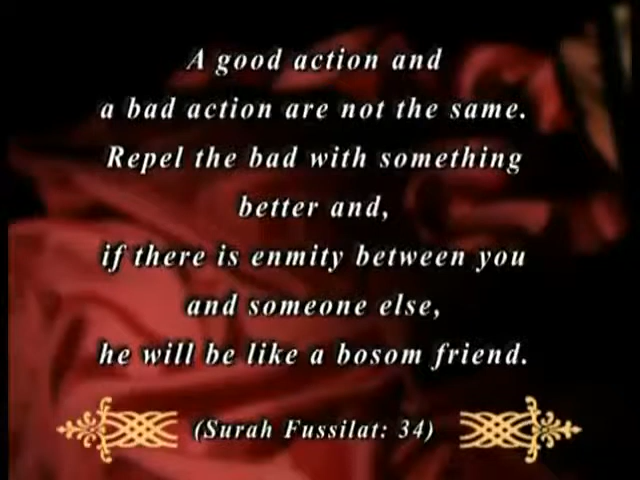 A good action and
a bad action are not the same.
Repel the bad with something
better and,
if there is enmity between you
and someone else,
he will be like a bosom friend.
(Surah Fussilat: 34)